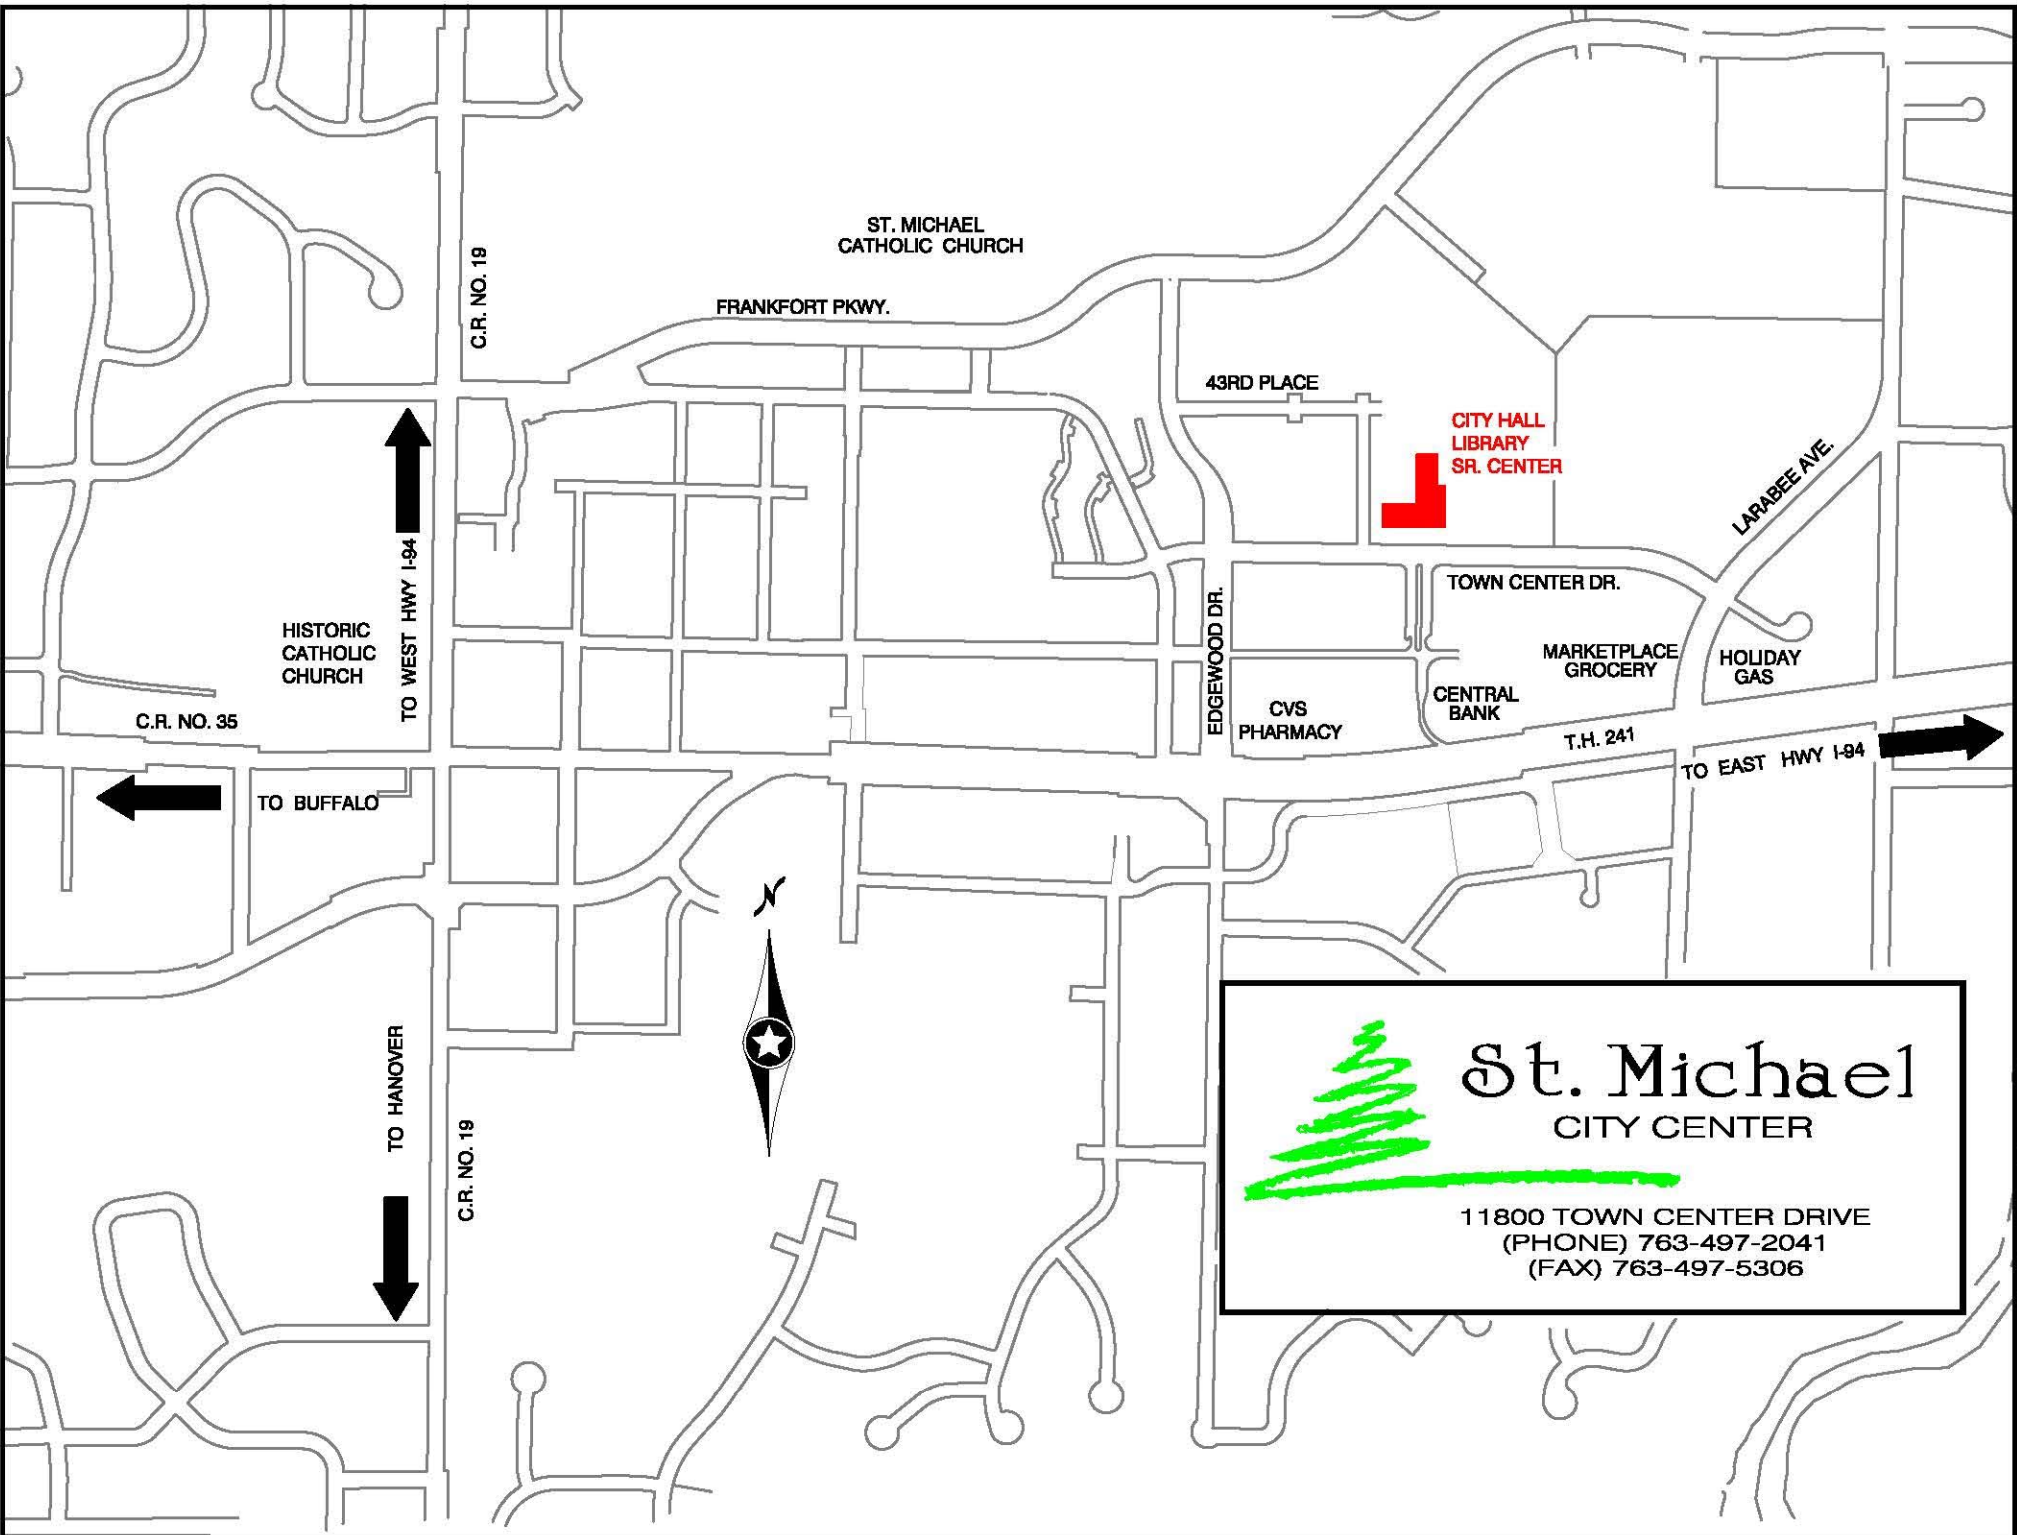 ST. MICHAEL
CATHOLIC CHURCH
C.R. NO. 19
FRANKFORT PKWY.
43RD PLACE
CITY HALL
LIBRARY
SR. CENTER
LARABEE AVE.
TO WEST HWY I-94
HISTORIC
CATHOLIC
CHURCH
TOWN CENTER DR.
EDGEWOOD DR.
MARKETPLACE
GROCERY
HOLIDAY
GAS
C.R. NO. 35
CVS
PHARMACY
CENTRAL
BANK
T.H. 241
TO EAST HWY I-94
TO BUFFALO
N
TO HANOVER
C.R. NO. 19
St. Michael
CITY CENTER
11800 TOWN CENTER DRIVE
(PHONE) 763-497-2041
(FAX) 763-497-5306